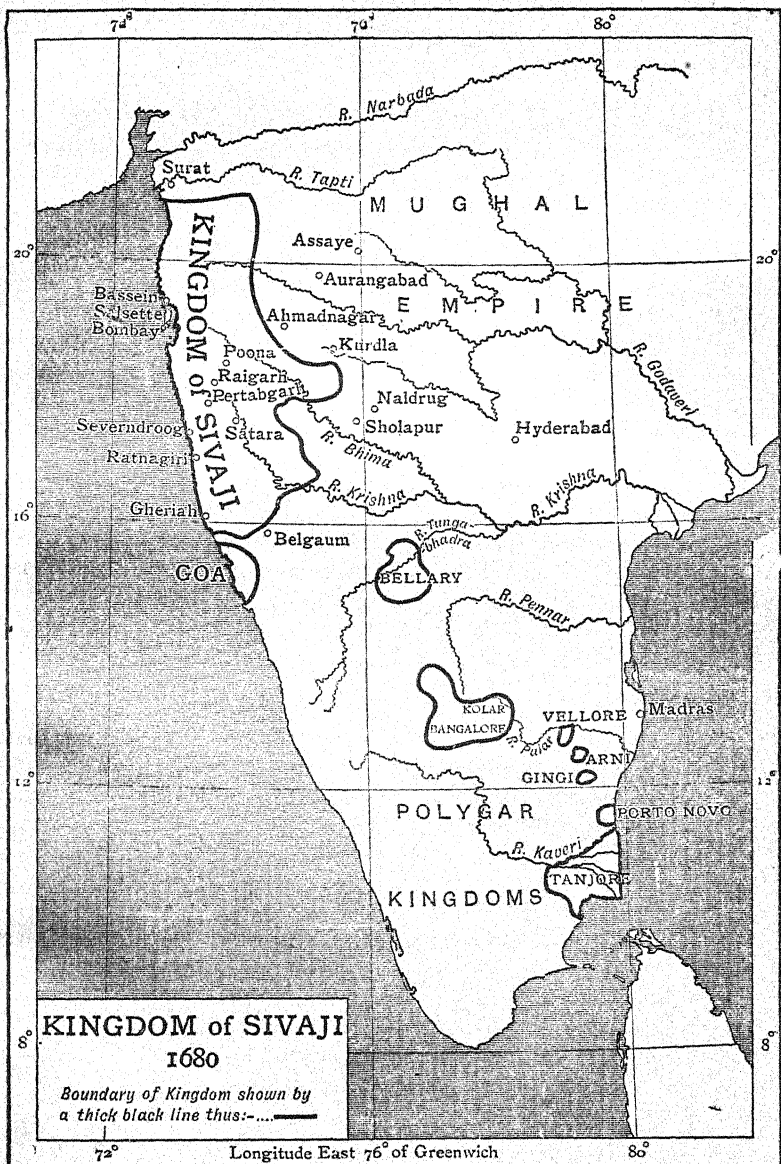 72°
76°
80°
R. Narbada
Surat
R. Tapti
MUGHAL
20°
Assaye
20°
KINGDOM of SIVAJI
Aurangabad
Bassein
Salsette
Bombay
EMPIRE
Ahmadnagar
Kurdla
Poona
Raigarh
Pertabgarh
R. Godaveri
Naldrug
Severndroog
Satara
Sholapur
Hyderabad
R. Bhima
Ratnagiri
R. Krishna
R. Krishna
Gheriah
16°
Belgaum
R. Tunga-
bhadra
GOA
BELLARY
R. Pennar
KOLAR
BANGALORE
VELLORE
Madras
R. Palar
ARNI
GINGI
12°
12°
POLYGAR
PORTO NOVO
R. Kaveri
TANJORE
KINGDOMS
KINGDOM of SIVAJI
1680
8°
8°
Boundary of Kingdom shown by
a thick black line thus:-....
72°
Longitude East 76° of Greenwich
80°